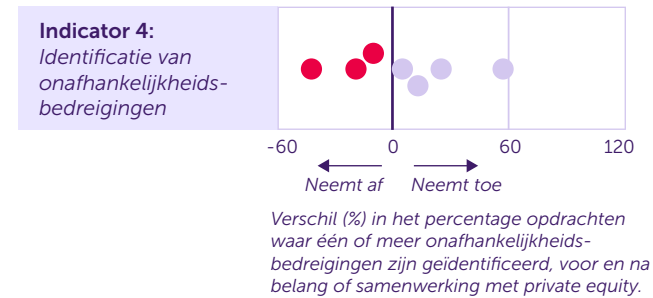 Indicator 4:
Identificatie van
onafhankelijkheids-
bedreigingen
-60 0 60 120
Neemt af Neemt toe
Verschil (%) in het percentage opdrachten
waar één of meer onafhankelijkheids-
bedreigingen zijn geïdentificeerd, voor en na
belang of samenwerking met private equity.